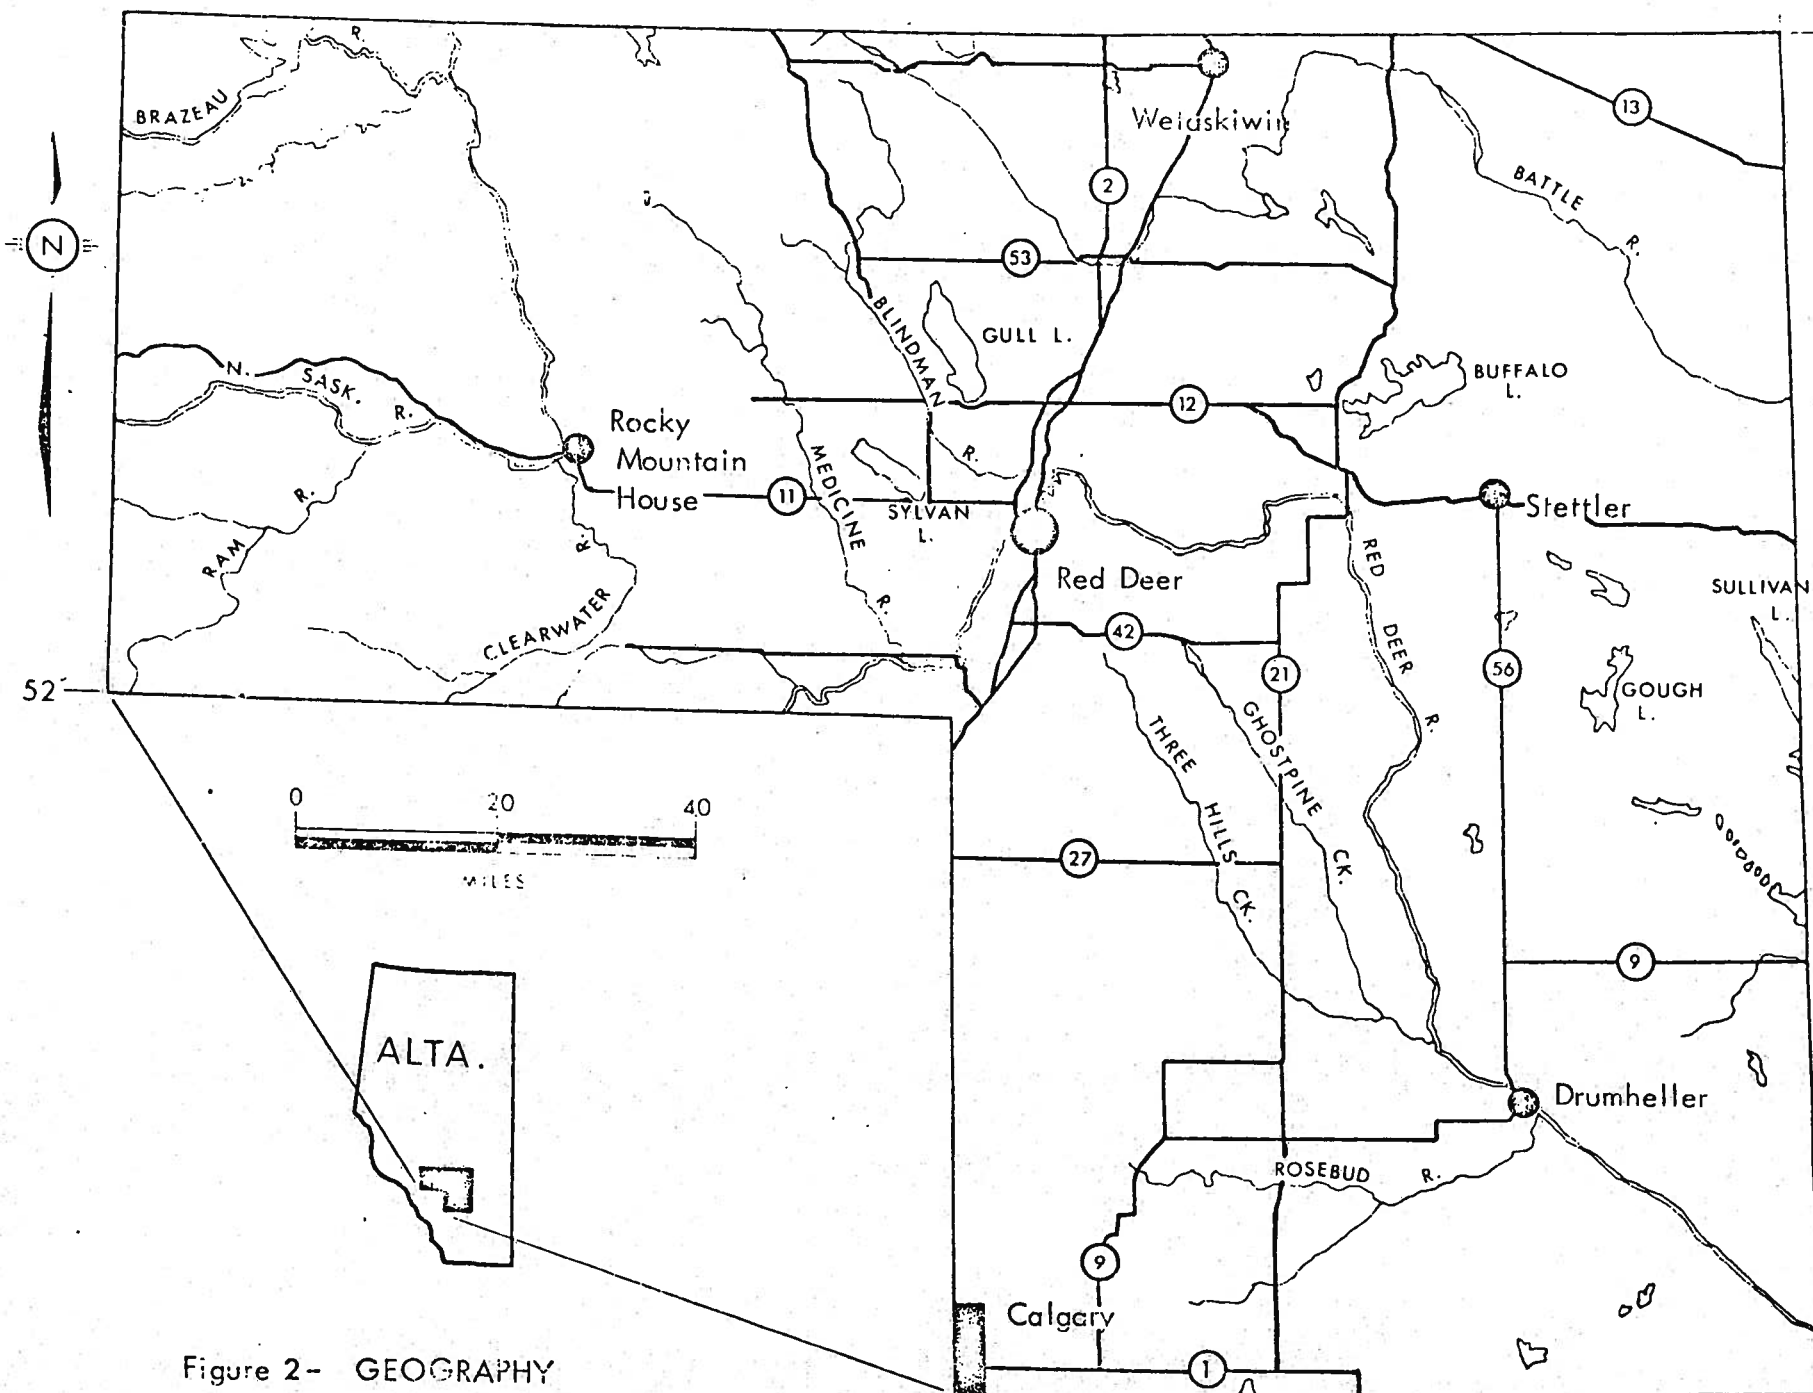 R.
BRAZEAU
13
Wetaskiwin
2
BATTLE
R.
N
53
BLINDMAN
GULL L.
N.
SASK.
R.
BUFFALO
L.
12
Rocky
Mountain
House
R.
MEDICINE
R.
11
SYLVAN
L.
Stettler
R.
RAM
R.
CLEARWATER
Red Deer
RED
DEER
R.
SULLIVAN
L.
42
21
56
52
GOUGH
L.
THREE
HILLS
CK.
GHOSTPINE
CK.
0 20 40
MILES
27
9
ALTA.
Drumheller
ROSEBUD R.
9
Calgary
1
Figure 2- GEOGRAPHY